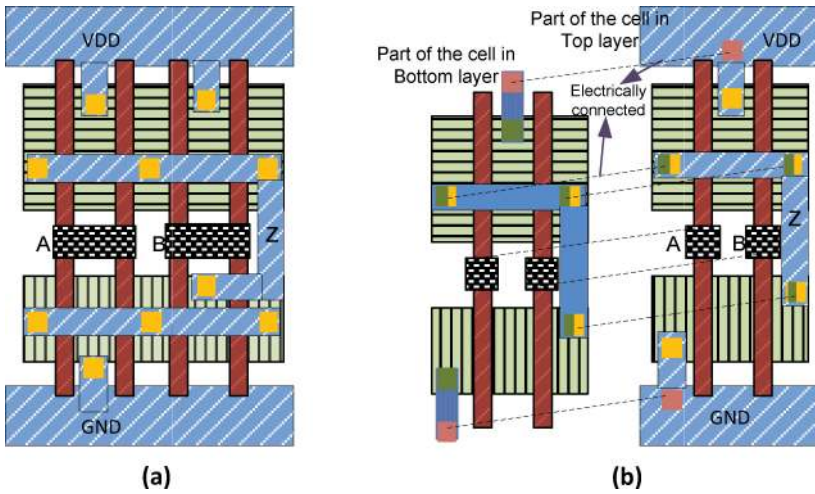 VDD
A
B
Z
GND
(a)
Part of the cell in
Bottom layer
Part of the cell in
Top layer
Electrically
connected
VDD
A
B
Z
GND
(b)